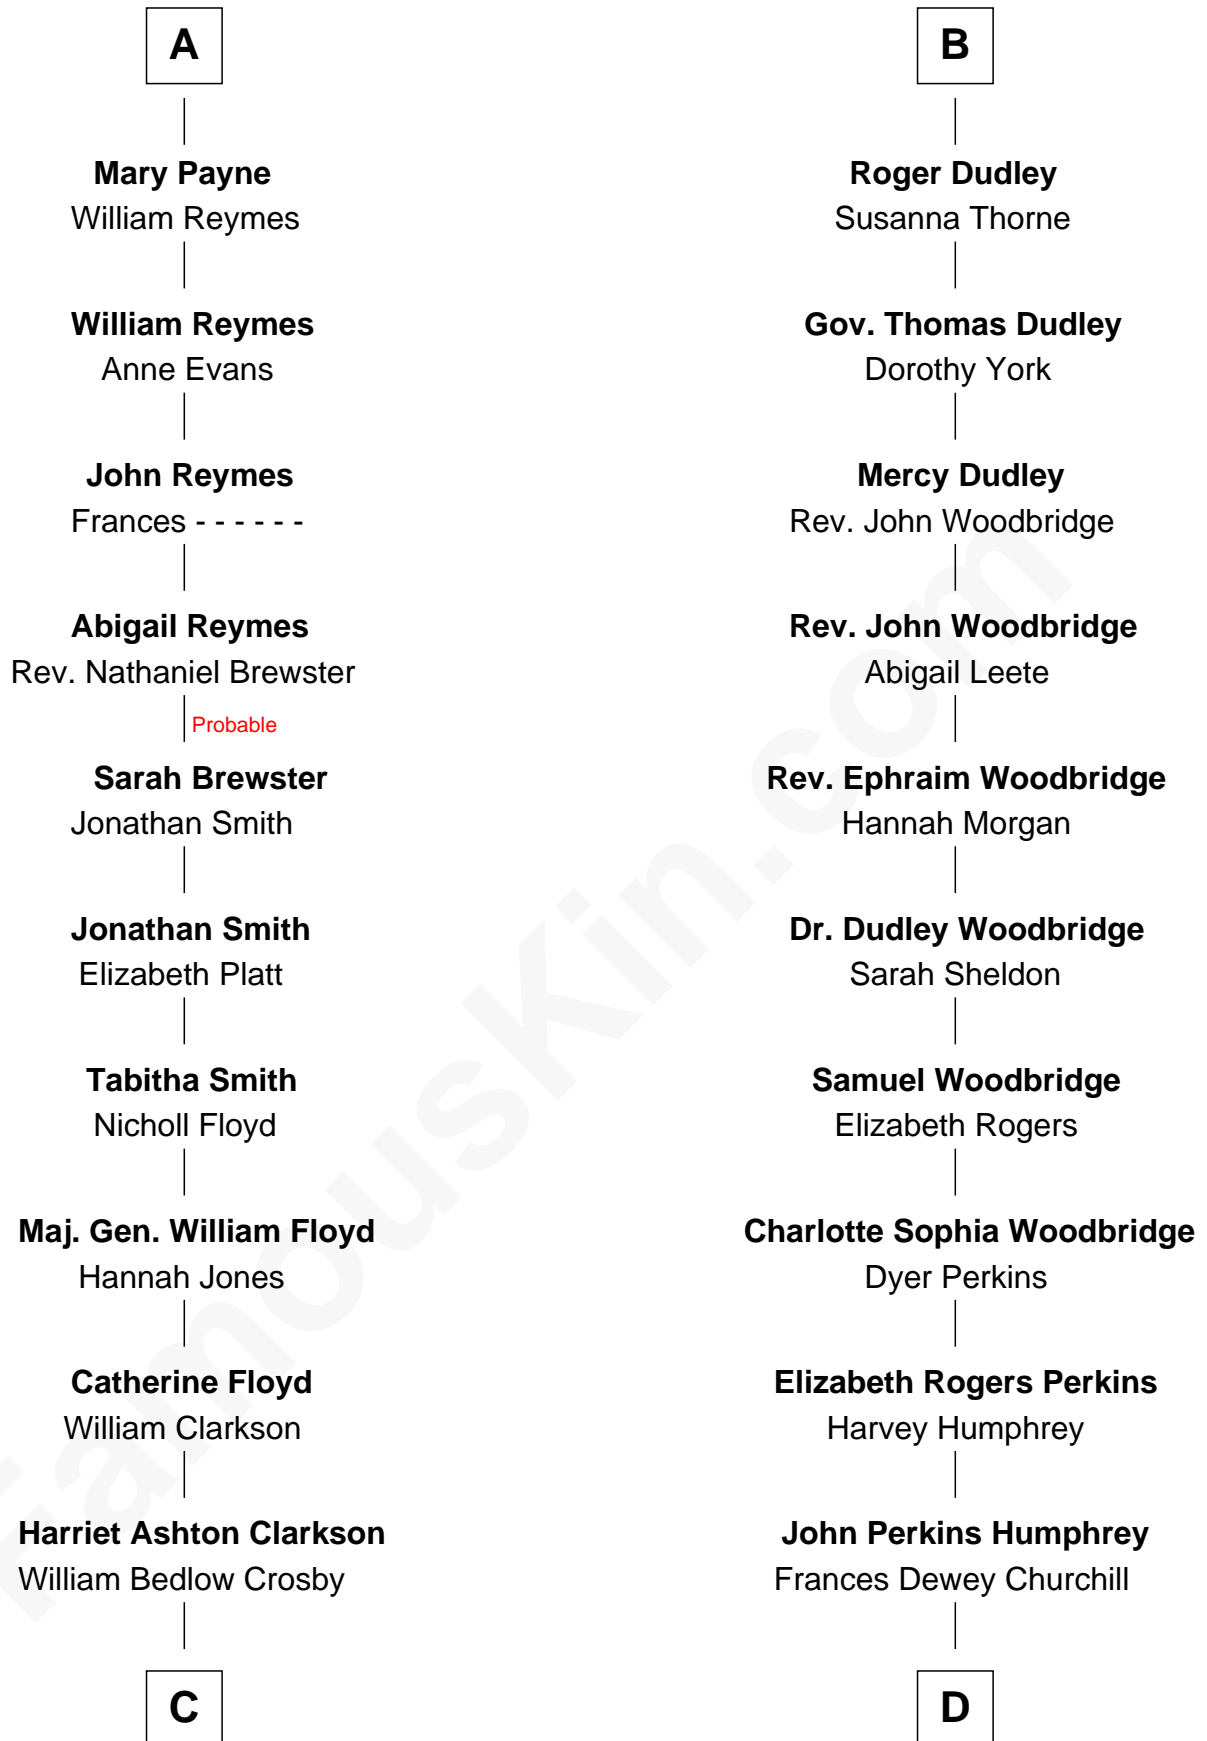 A
Mary Payne
William Reymes
William Reymes
Anne Evans
John Reymes
Frances - - - - - -
Abigail Reymes
Rev. Nathaniel Brewster
Probable
Sarah Brewster
Jonathan Smith
Jonathan Smith
Elizabeth Platt
Tabitha Smith
Nicholl Floyd
Maj. Gen. William Floyd
Hannah Jones
Catherine Floyd
William Clarkson
Harriet Ashton Clarkson
William Bedlow Crosby
C
B
Roger Dudley
Susanna Thorne
Gov. Thomas Dudley
Dorothy York
Mercy Dudley
Rev. John Woodbridge
Rev. John Woodbridge
Abigail Leete
Rev. Ephraim Woodbridge
Hannah Morgan
Dr. Dudley Woodbridge
Sarah Sheldon
Samuel Woodbridge
Elizabeth Rogers
Charlotte Sophia Woodbridge
Dyer Perkins
Elizabeth Rogers Perkins
Harvey Humphrey
John Perkins Humphrey
Frances Dewey Churchill
D
FamousKin.com